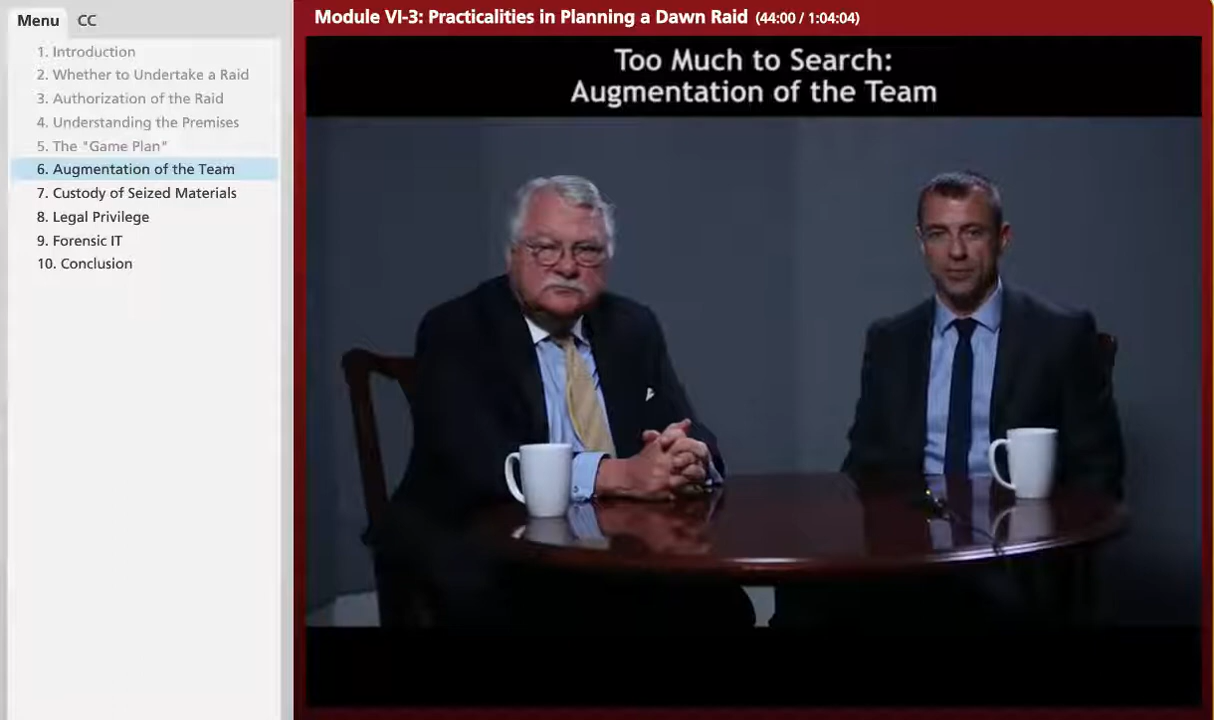 Menu
CC
1. Introduction
2. Whether to Undertake a Raid
3. Authorization of the Raid
4. Understanding the Premises
5. The "Game Plan"
6. Augmentation of the Team
7. Custody of Seized Materials
8. Legal Privilege
9. Forensic IT
10. Conclusion
Module VI-3: Practicalities in Planning a Dawn Raid (44:00 / 1:04:04)
Too Much to Search:
Augmentation of the Team